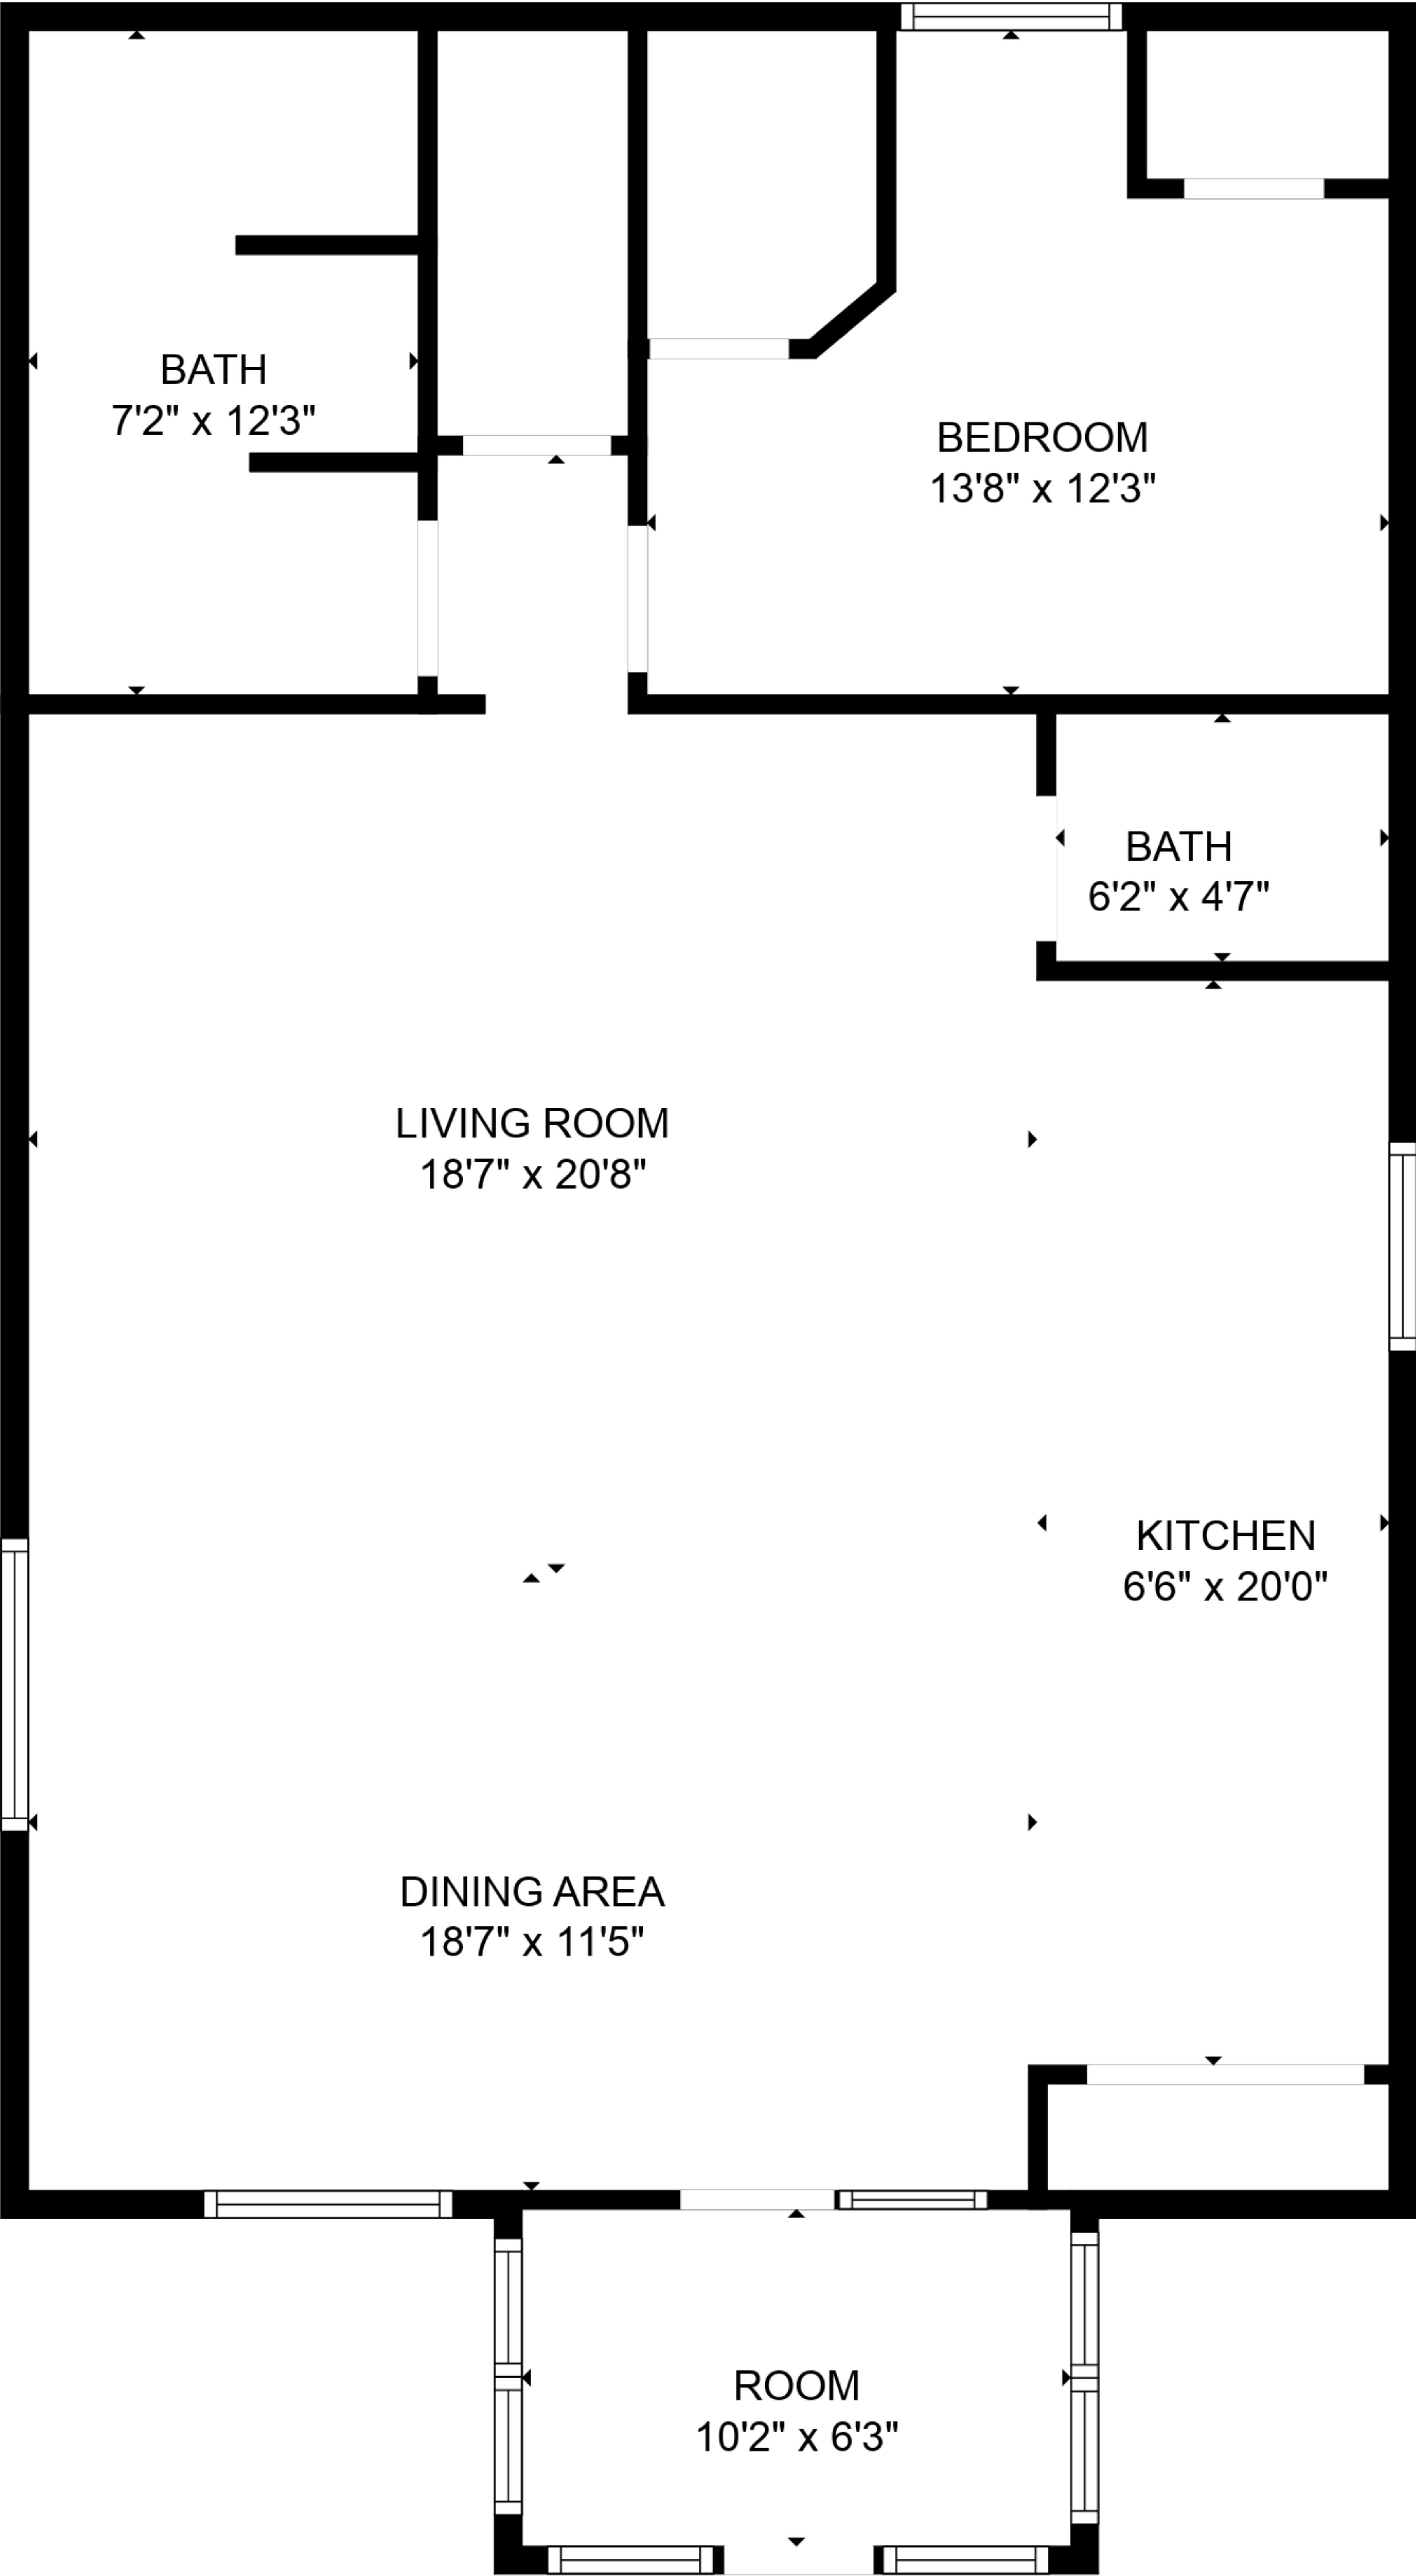 BATH
7'2" x 12'3"
BEDROOM
13'8" x 12'3"
BATH
6'2" x 4'7"
LIVING ROOM
18'7" x 20'8"
KITCHEN
6'6" x 20'0"
DINING AREA
18'7" x 11'5"
ROOM
10'2" x 6'3"